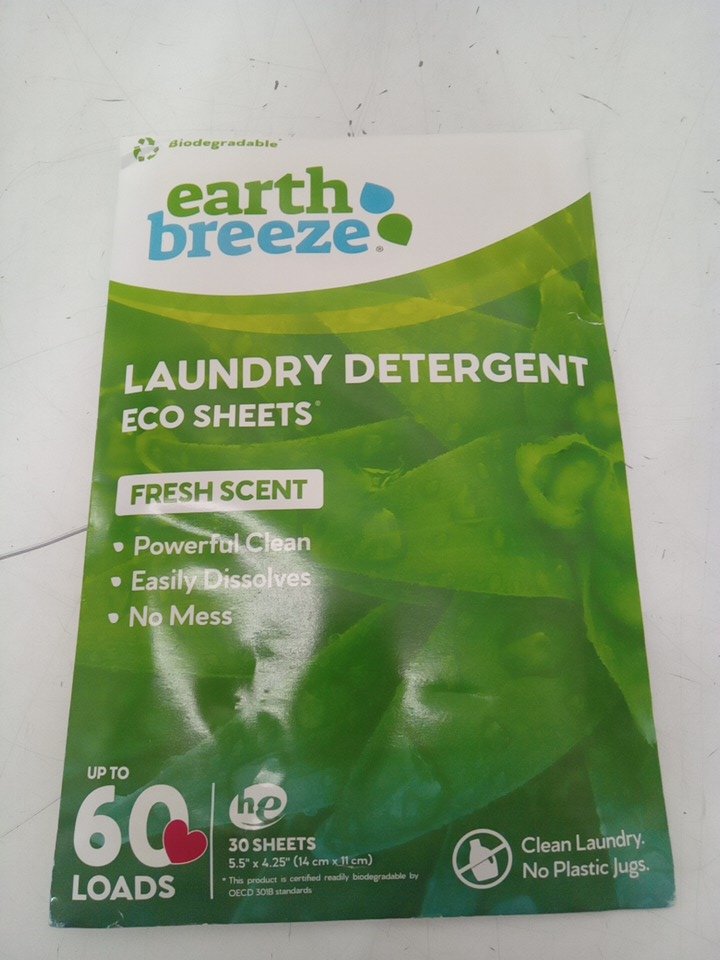 Biodegradable
earth
breeze®
LAUNDRY DETERGENT
ECO SHEETS®
FRESH SCENT
• Powerful Clean
• Easily Dissolves
• No Mess
UP TO
60
LOADS
he
30 SHEETS
5.5" x 4.25" (14 cm x 11 cm)
* This product is certified readily biodegradable by
OECD 301B standards
Clean Laundry.
No Plastic Jugs.